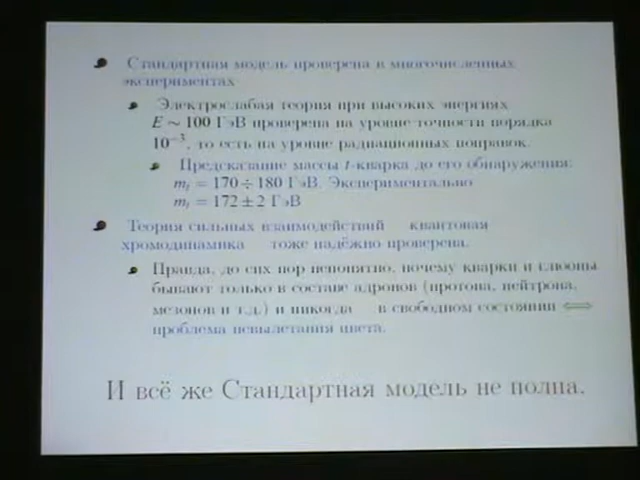 Стандартная модель проверена в многочисленных
экспериментах
Электрослабая теория при высоких энергиях
E ~ 100 ГэВ проверена на уровне точности порядка
10⁻³, то есть на уровне радиационных поправок.
Предсказание массы t-кварка до его обнаружения:
mₜ = 170 ÷ 180 ГэВ. Экспериментально
mₜ = 172 ± 2 ГэВ
Теория сильных взаимодействий квантовая
хромодинамика тоже надёжно проверена.
Правда, до сих пор непонятно, почему кварки и глюоны
бывают только в составе адронов (протона, нейтрона,
мезонов и т.д.) и никогда в свободном состоянии ⟺
проблема невылетания цвета.
И всё же Стандартная модель не полна.